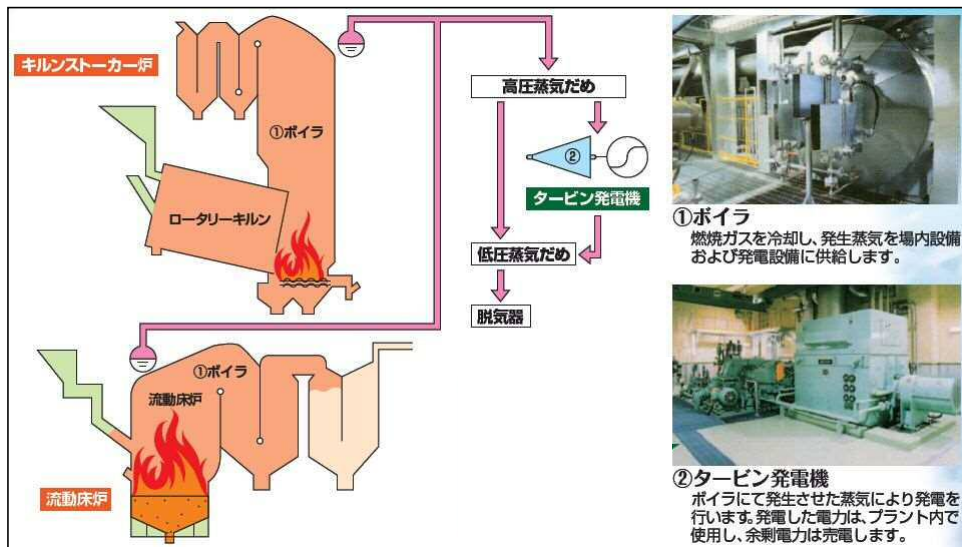 キルンストーカー炉
①ボイラ
ロータリーキルン
高圧蒸気だめ
②
タービン発電機
低圧蒸気だめ
脱気器
①ボイラ
流動床炉
流動床炉
①ボイラ
燃焼ガスを冷却し、発生蒸気を場内設備
および発電設備に供給します。
②タービン発電機
ボイラにて発生させた蒸気により発電を
行います。発電した電力は、プラント内で
使用し、余剰電力は売電します。